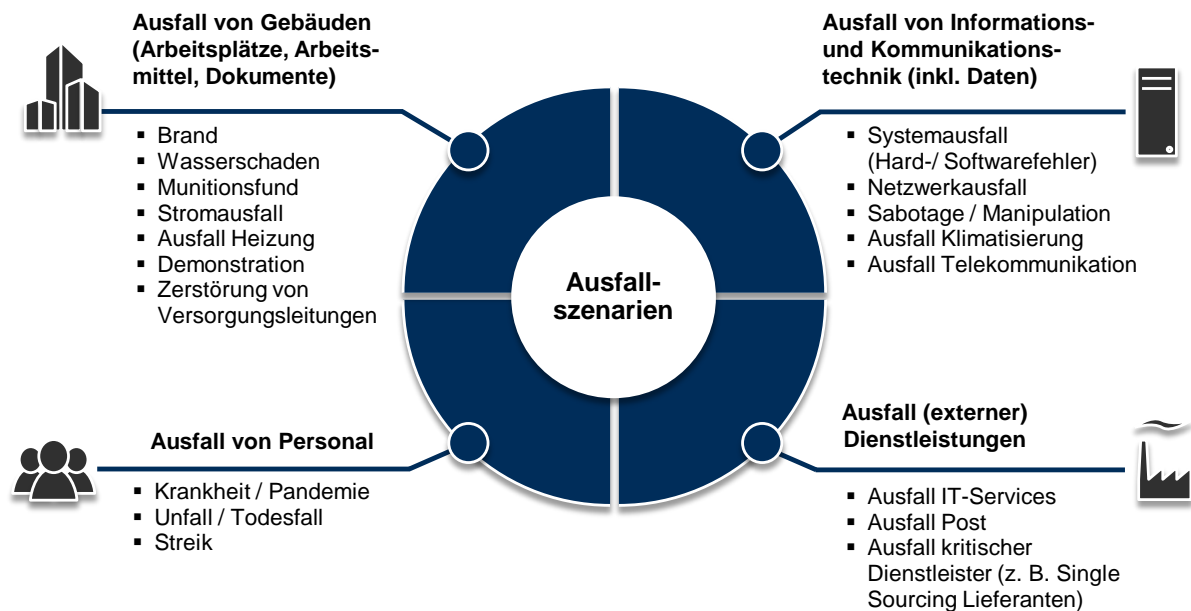 Ausfall von Gebäuden
(Arbeitsplätze, Arbeits-
mittel, Dokumente)
▪ Brand
▪ Wasserschaden
▪ Munitionsfund
▪ Stromausfall
▪ Ausfall Heizung
▪ Demonstration
▪ Zerstörung von
Versorgungsleitungen
Ausfall von Informations-
und Kommunikations-
technik (inkl. Daten)
▪ Systemausfall
(Hard-/ Softwarefehler)
▪ Netzwerkausfall
▪ Sabotage / Manipulation
▪ Ausfall Klimatisierung
▪ Ausfall Telekommunikation
Ausfall-
szenarien
Ausfall von Personal
▪ Krankheit / Pandemie
▪ Unfall / Todesfall
▪ Streik
Ausfall (externer)
Dienstleistungen
▪ Ausfall IT-Services
▪ Ausfall Post
▪ Ausfall kritischer
Dienstleister (z. B. Single
Sourcing Lieferanten)